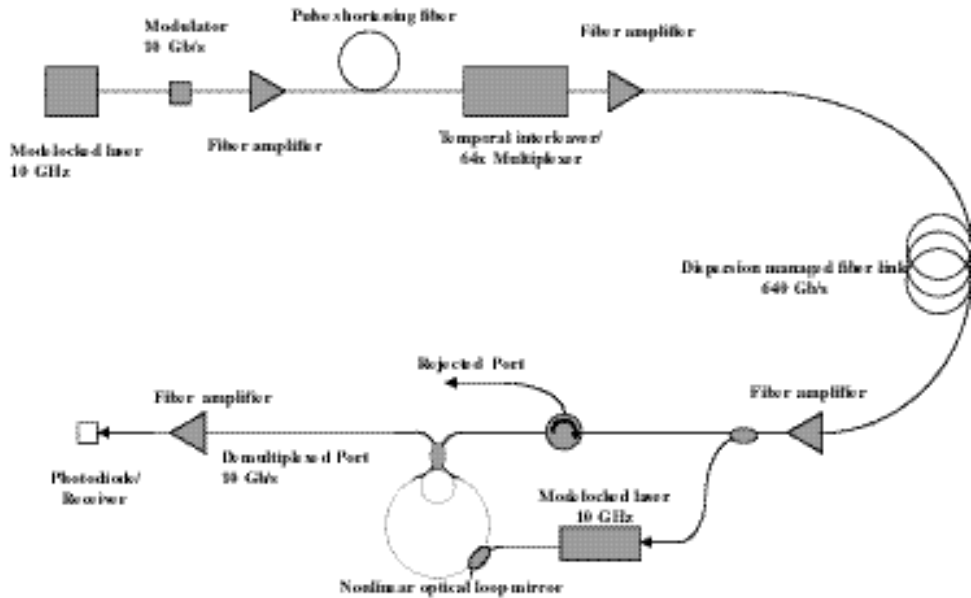 Pulse shortening fiber
Modulator
10 Gb/s
Fiber amplifier
Modelocked laser
10 GHz
Fiber amplifier
Temporal interleaver/
64x Multiplexer
Dispersion managed fiber link
640 Gb/s
Rejected Port
Fiber amplifier
Fiber amplifier
Demultiplexed Port
10 Gb/s
Photodiode/
Receiver
Modelocked laser
10 GHz
Nonlinear optical loop mirror